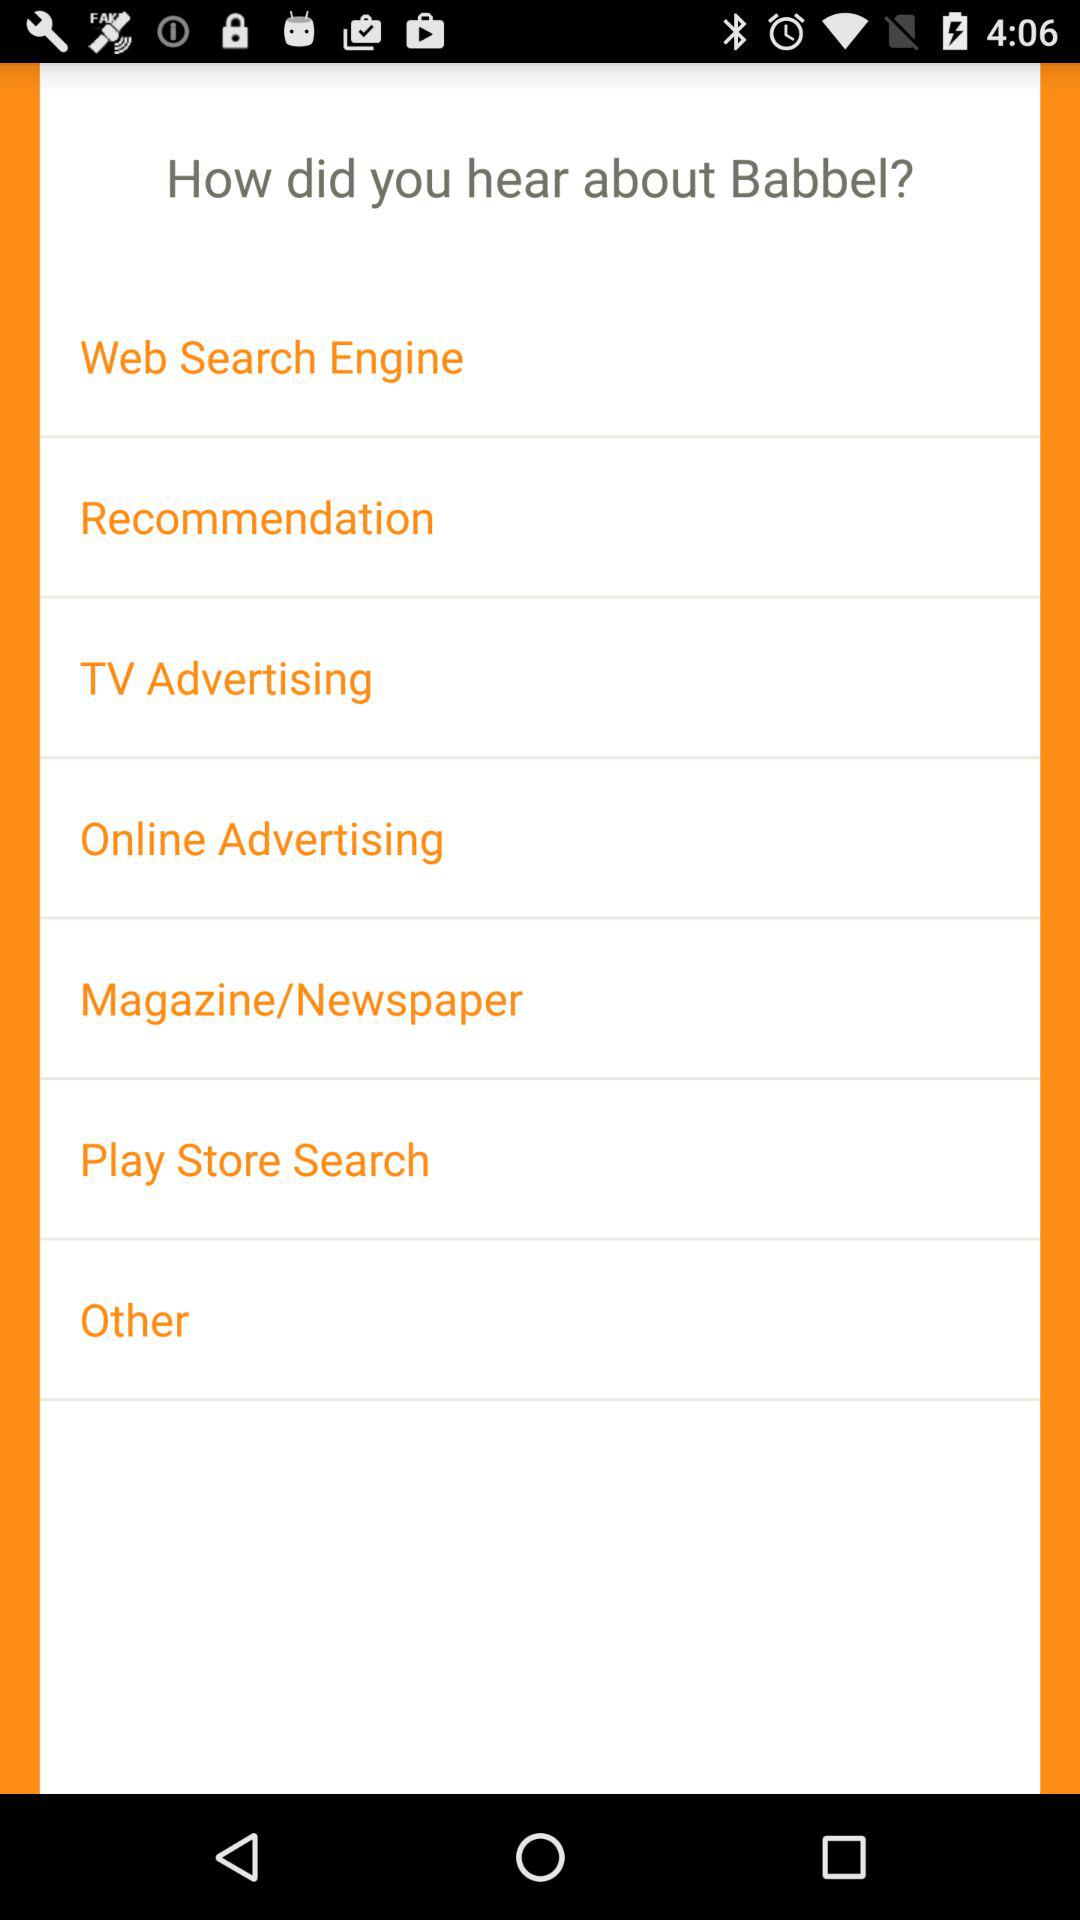 FAKE
4:06
How did you hear about Babbel?
Web Search Engine
Recommendation
TV Advertising
Online Advertising
Magazine/Newspaper
Play Store Search
Other